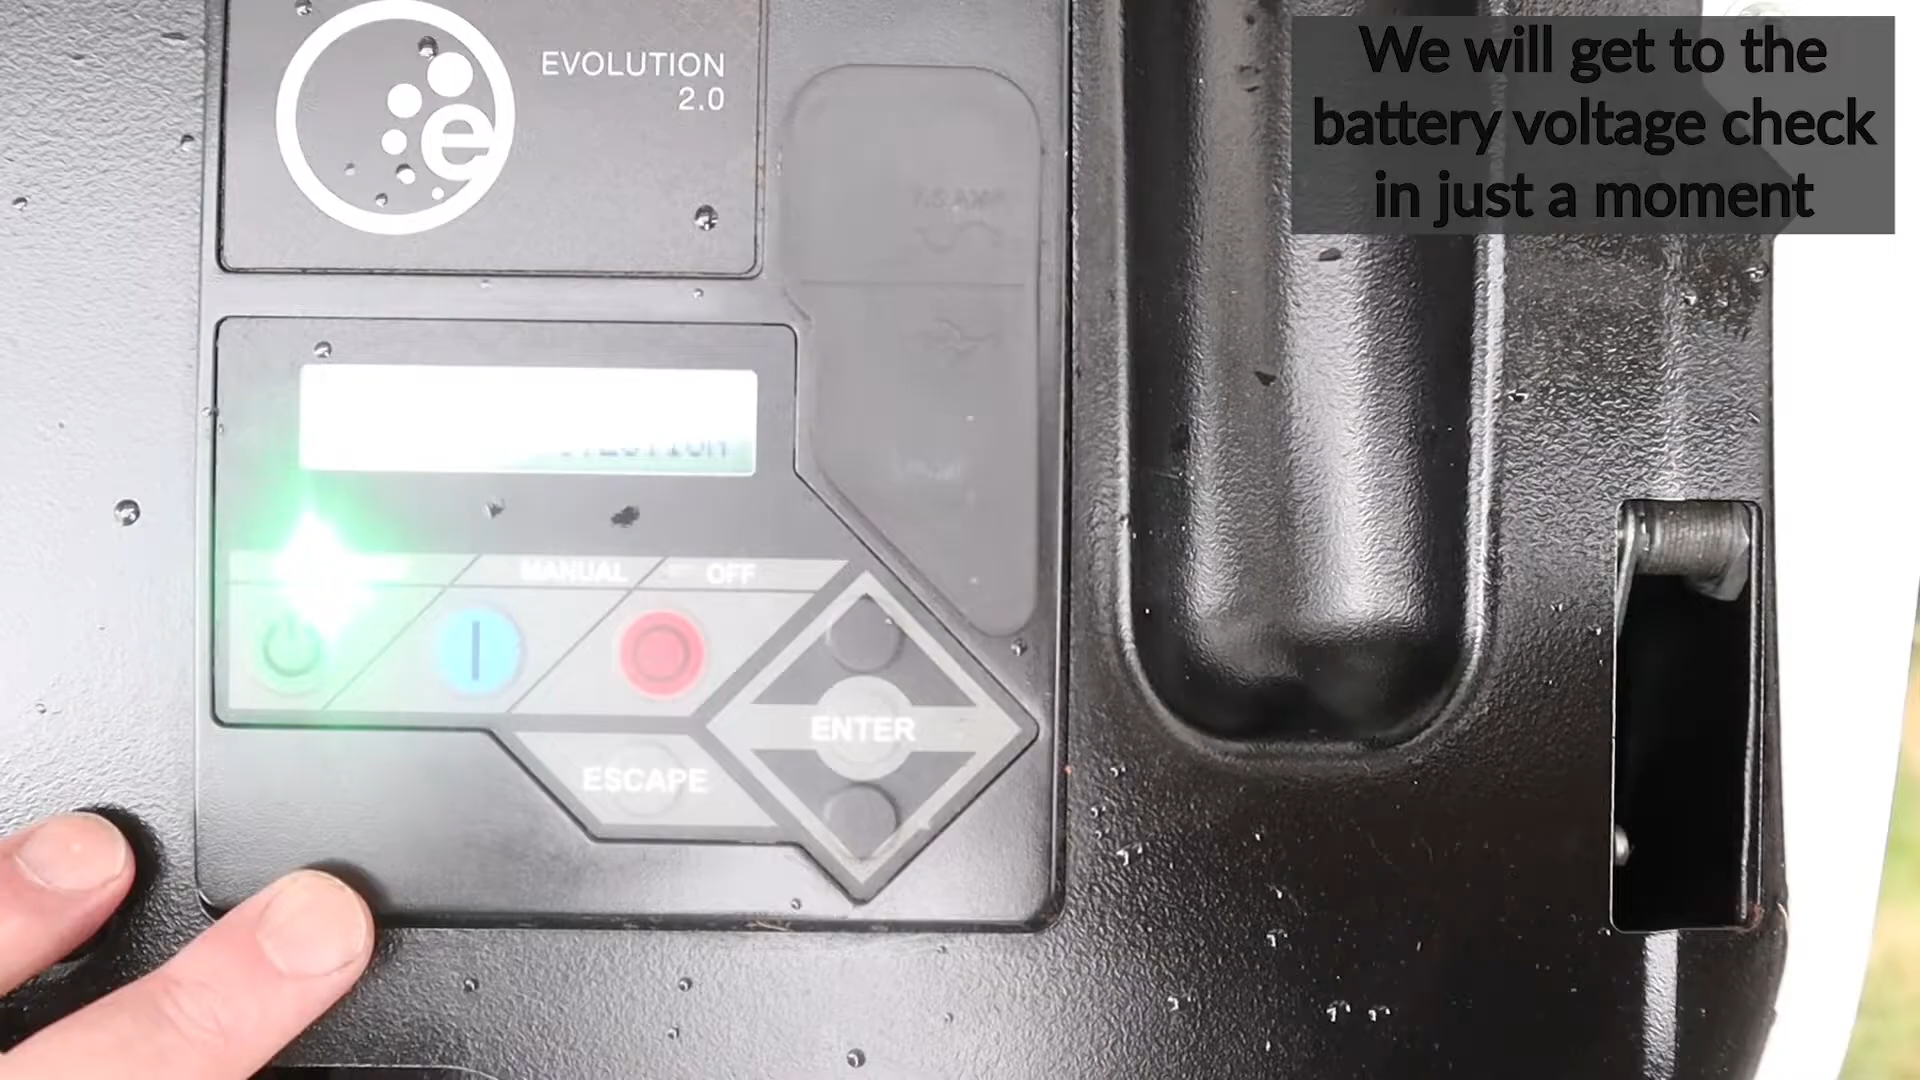 We will get to the
battery voltage check
in just a moment
e
EVOLUTION
2.0
MANUAL
OFF
ENTER
ESCAPE